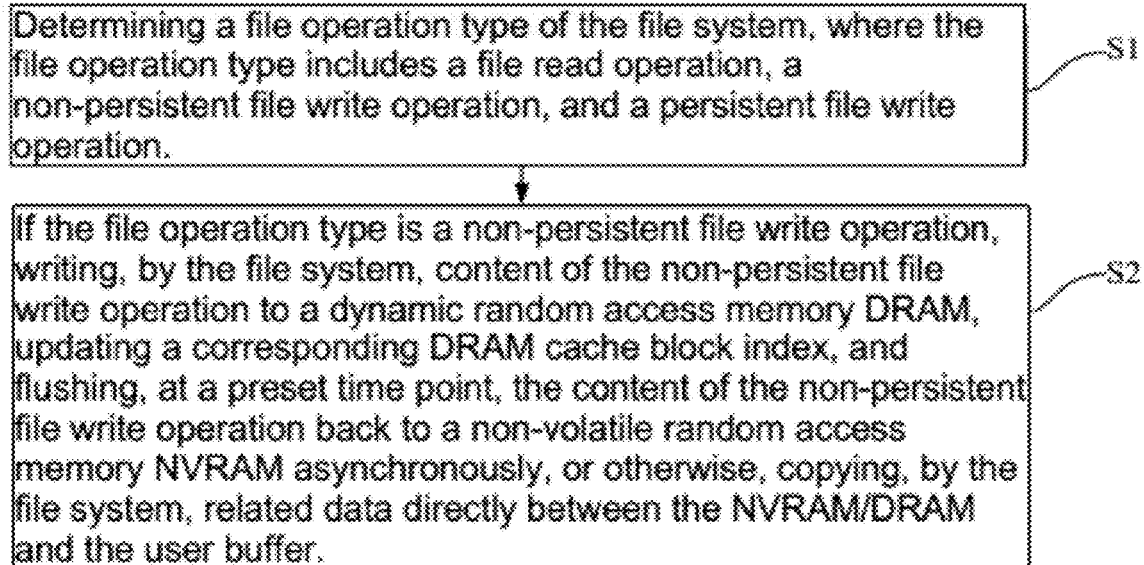 Determining a file operation type of the file system, where the
file operation type includes a file read operation, a
non-persistent file write operation, and a persistent file write
operation.
S1
If the file operation type is a non-persistent file write operation,
writing, by the file system, content of the non-persistent file
write operation to a dynamic random access memory DRAM,
updating a corresponding DRAM cache block index, and
flushing, at a preset time point, the content of the non-persistent
file write operation back to a non-volatile random access
memory NVRAM asynchronously, or otherwise, copying, by the
file system, related data directly between the NVRAM/DRAM
and the user buffer.
S2